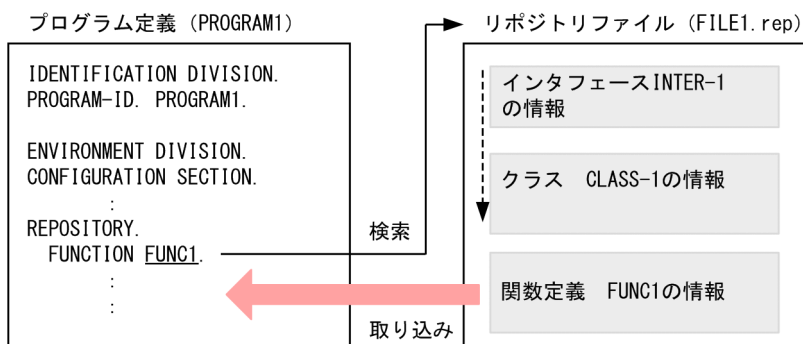 プログラム定義(PROGRAM1)
リポジトリファイル(FILE1.rep)
IDENTIFICATION DIVISION.
PROGRAM-ID. PROGRAM1.
ENVIRONMENT DIVISION.
CONFIGURATION SECTION.
:
REPOSITORY.
FUNCTION FUNC1.
:
:
検索
取り込み
インタフェースINTER-1
の情報
クラス CLASS-1の情報
関数定義 FUNC1の情報